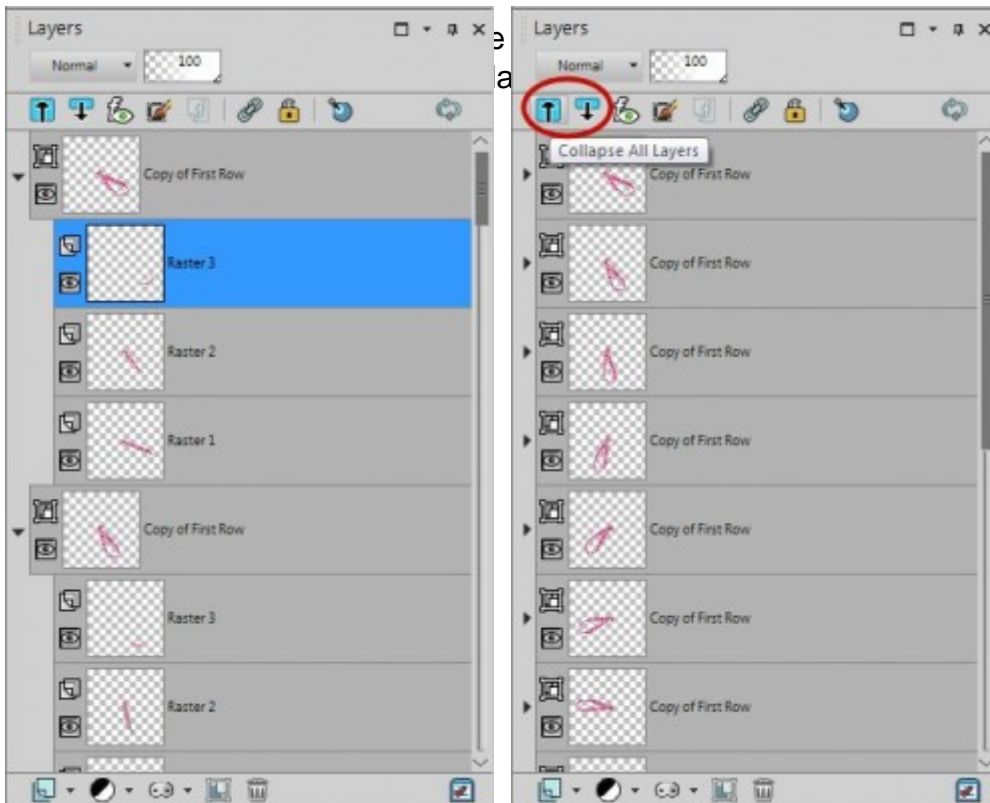 Layers
Normal 100
Copy of First Row
Raster 3
Raster 2
Raster 1
Copy of First Row
Raster 3
Raster 2
e
la
Layers
Normal 100
Collapse All Layers
Copy of First Row
Copy of First Row
Copy of First Row
Copy of First Row
Copy of First Row
Copy of First Row
Copy of First Row